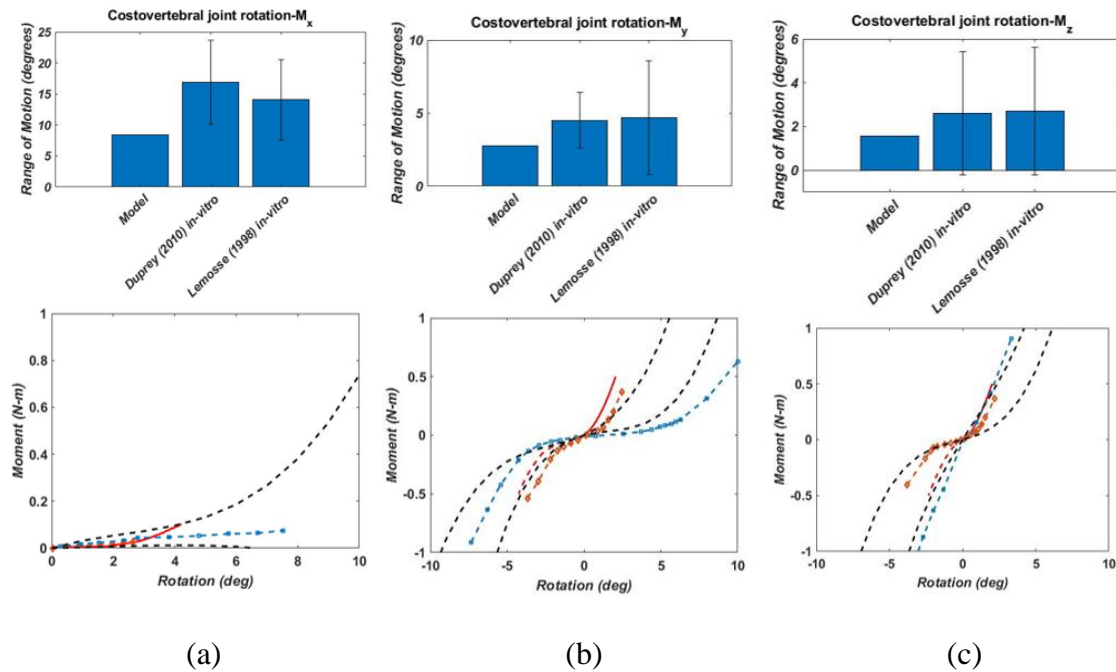 Costovertebral joint rotation-Mx
Range of Motion (degrees)
25
20
15
10
5
0
Model
Duprey (2010) in-vitro
Lemosse (1998) in-vitro
Costovertebral joint rotation-My
Range of Motion (degrees)
10
5
0
Model
Duprey (2010) in-vitro
Lemosse (1998) in-vitro
Costovertebral joint rotation-Mz
Range of Motion (degrees)
6
4
2
0
Model
Duprey (2010) in-vitro
Lemosse (1998) in-vitro
Moment (N-m)
1
0.8
0.6
0.4
0.2
0
0 2 4 6 8 10
Rotation (deg)
Moment (N-m)
1
0.5
0
-0.5
-1
-10 -5 0 5 10
Rotation (deg)
Moment (N-m)
1
0.5
0
-0.5
-1
-10 -5 0 5 10
Rotation (deg)
(a) (b) (c)